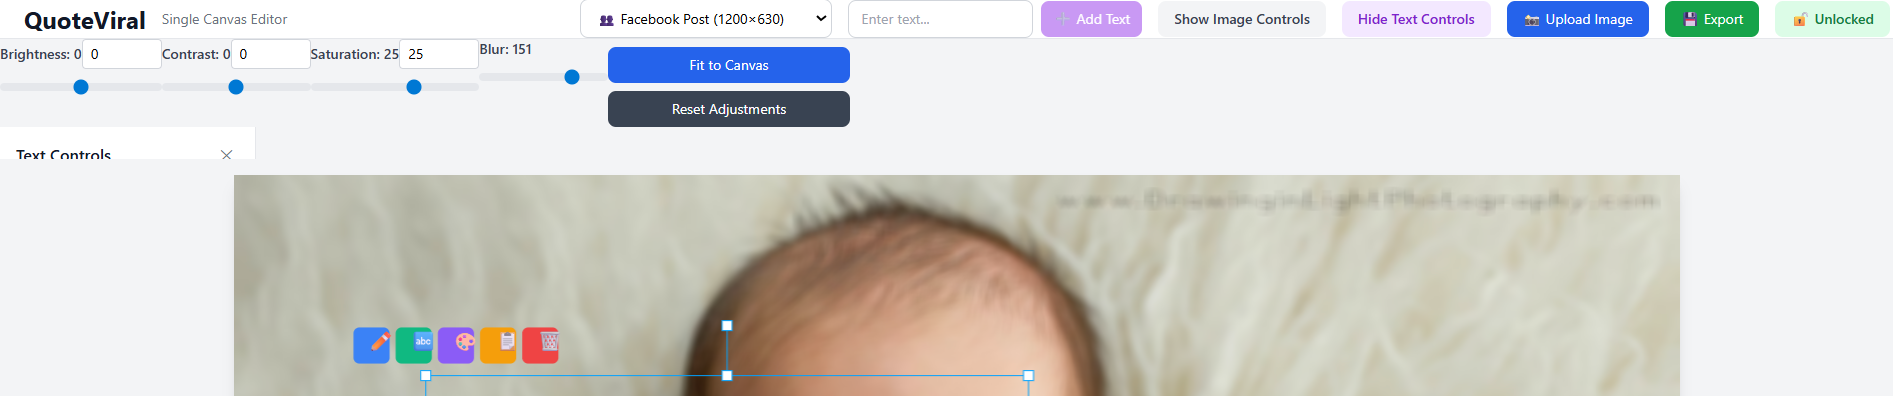 QuoteViral Single Canvas Editor Facebook Post (1200×630) Enter text... Add Text Show Image Controls Hide Text Controls Upload Image Export Unlocked
Brightness: 0 0 Contrast: 0 0 Saturation: 25 25 Blur: 151
Fit to Canvas
Reset Adjustments
Text Controls
www.DrawingInLightPhotography.com
abc